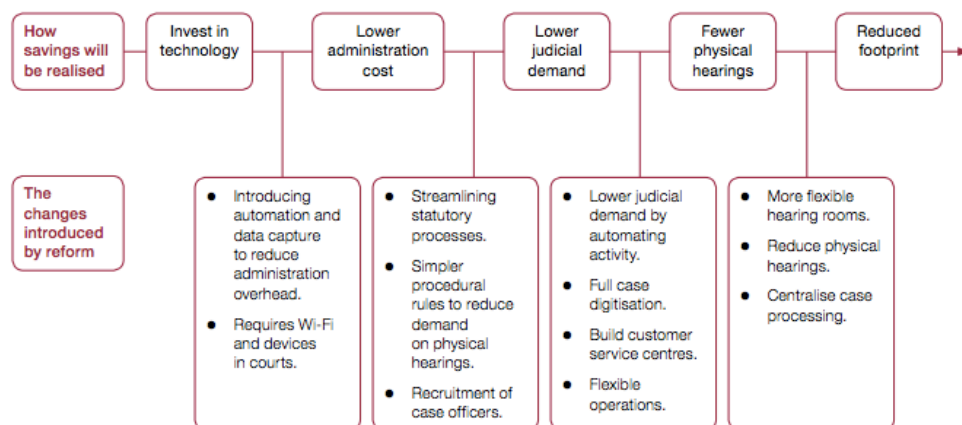 How
savings will
be realised
Invest in
technology
Lower
administration
cost
Lower
judicial
demand
Fewer
physical
hearings
Reduced
footprint
The
changes
introduced
by reform
● Introducing
automation and
data capture
to reduce
administration
overhead.
● Requires Wi-Fi
and devices
in courts.
● Streamlining
statutory
processes.
● Simpler
procedural
rules to reduce
demand
on physical
hearings.
● Recruitment of
case officers.
● Lower judicial
demand by
automating
activity.
● Full case
digitisation.
● Build customer
service centres.
● Flexible
operations.
● More flexible
hearing rooms.
● Reduce physical
hearings.
● Centralise case
processing.